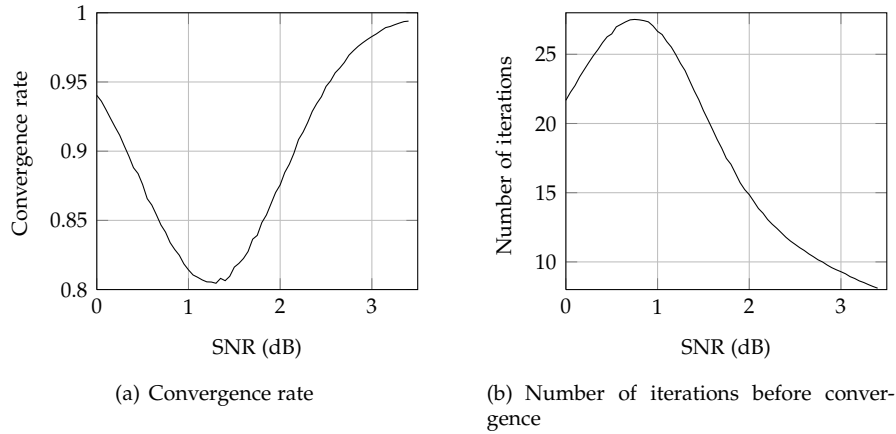 1
0.95
0.9
0.85
0.8
0
1
2
3
Convergence rate
SNR (dB)
(a) Convergence rate
25
20
15
10
0
1
2
3
Number of iterations
SNR (dB)
(b) Number of iterations before conver-
gence